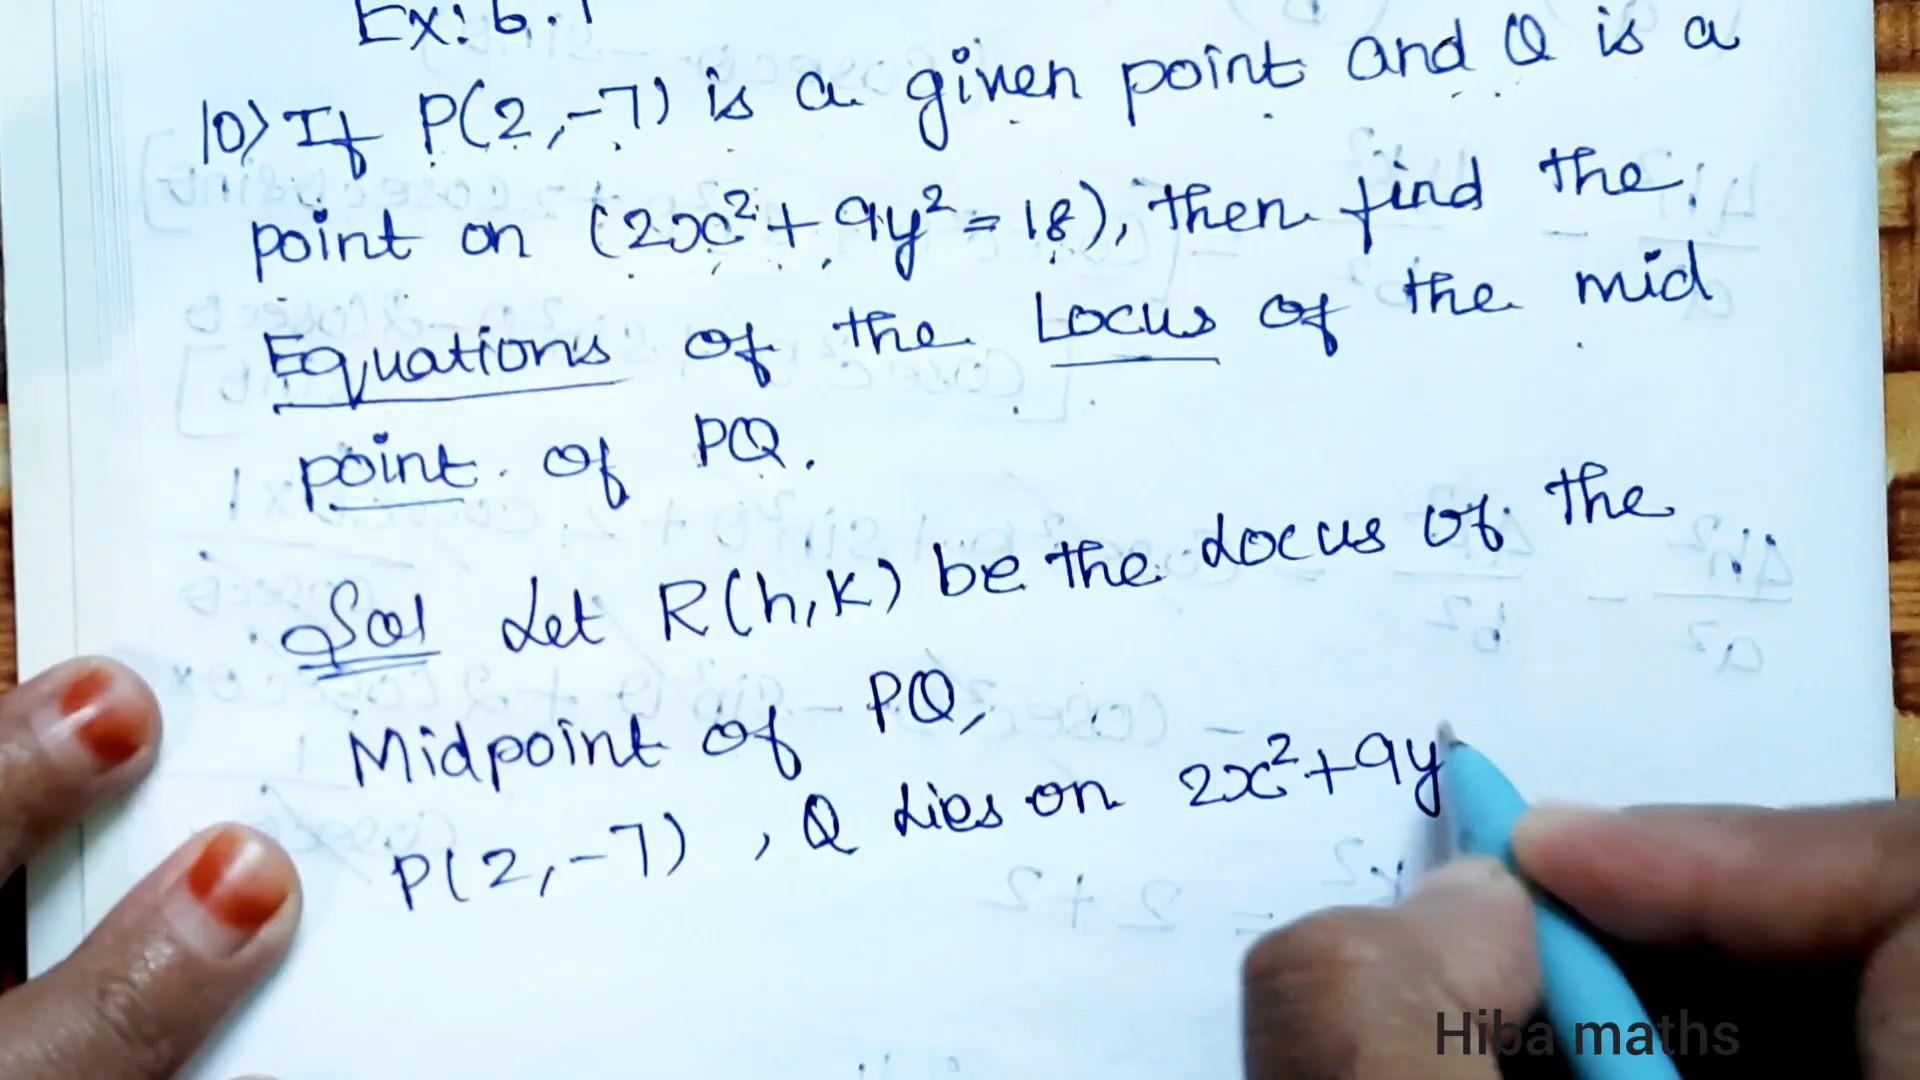 Ex: 6.1
10) If P(2,-7) is a given point and Q is a
point on (2x²+9y²=18), then find the
Equations of the Locus of the mid
point of PQ.
Sol Let R(h,k) be the Locus of the
Midpoint of PQ,
P(2,-7), Q lies on 2x²+9y
Hiba maths